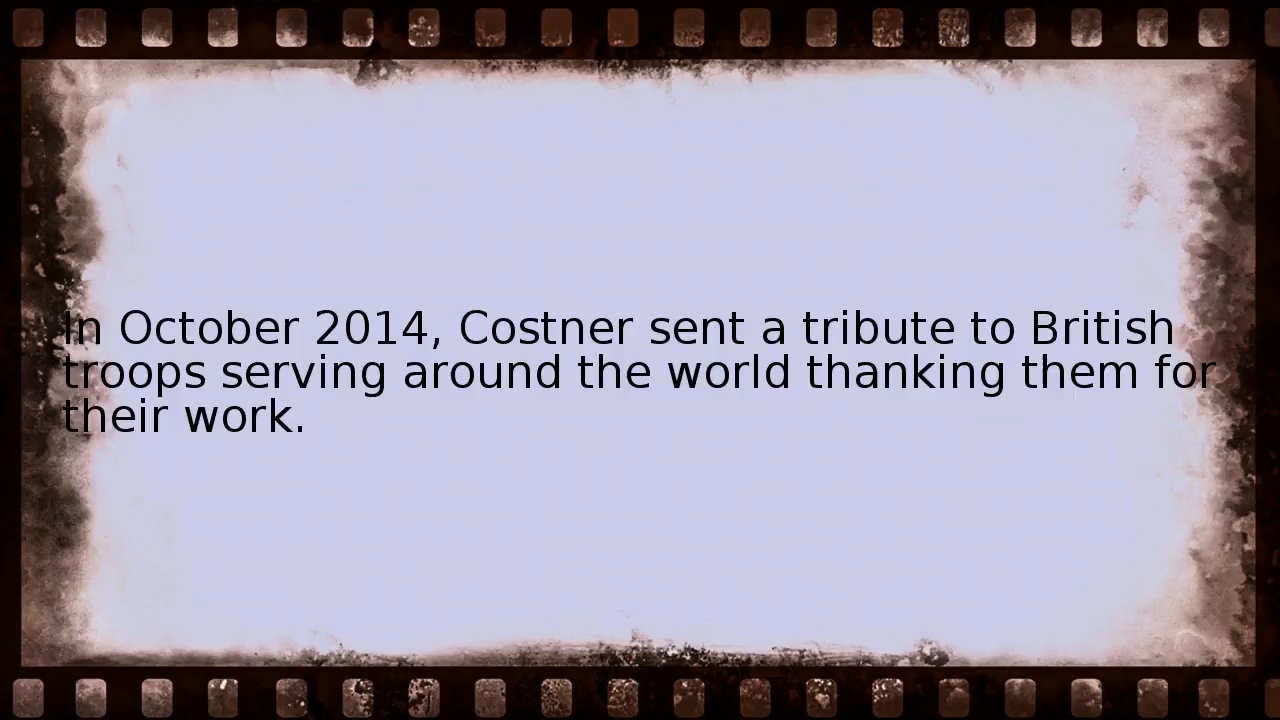 In October 2014, Costner sent a tribute to British
troops serving around the world thanking them for
their work.